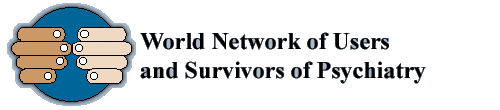 World Network of Users
and Survivors of Psychiatry